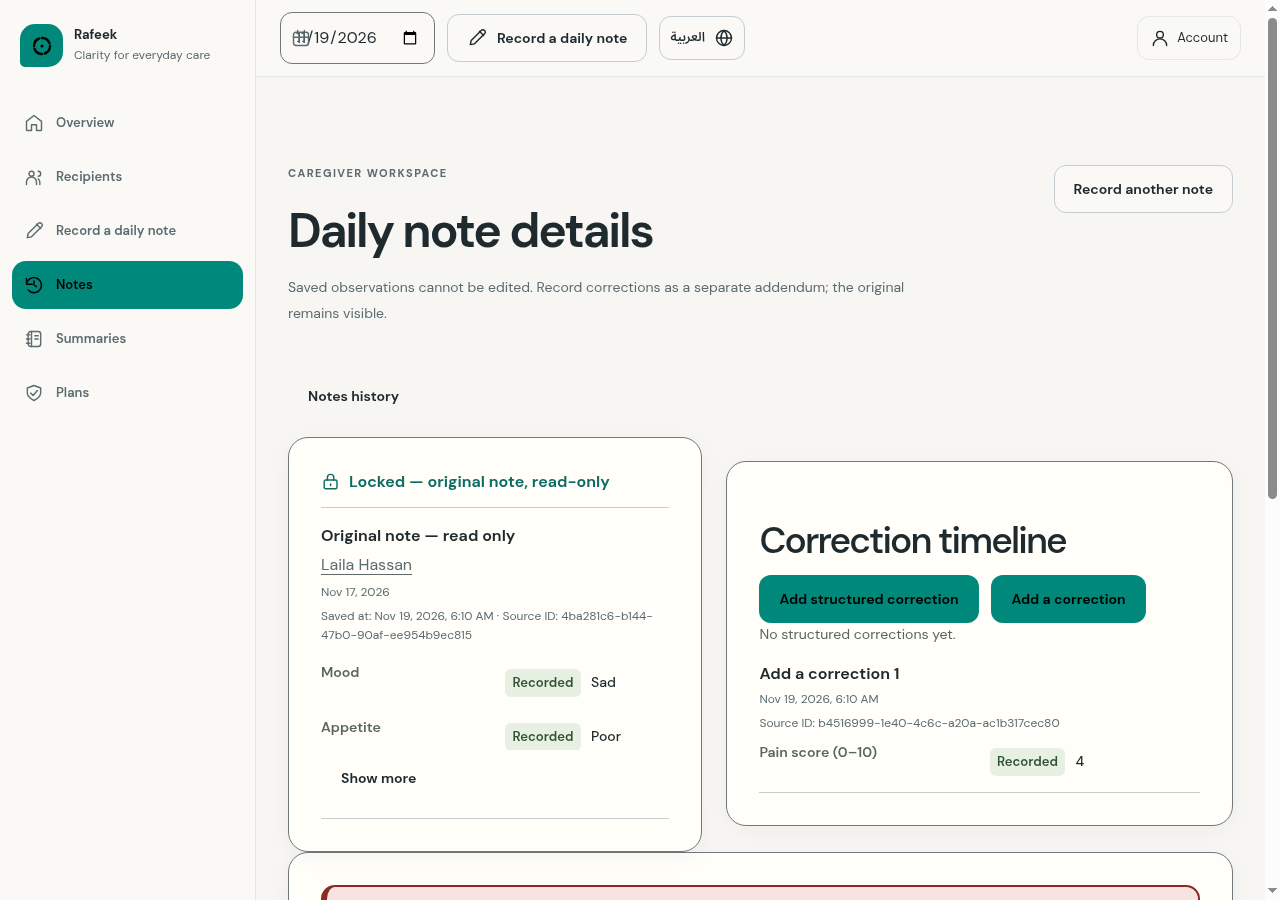 Rafeek
Clarity for everyday care
Overview
Recipients
Record a daily note
Notes
Summaries
Plans
/19/2026
Record a daily note
العربية
Account
CAREGIVER WORKSPACE
Record another note
Daily note details
Saved observations cannot be edited. Record corrections as a separate addendum; the original
remains visible.
Notes history
Locked — original note, read-only
Original note — read only
Laila Hassan
Nov 17, 2026
Saved at: Nov 19, 2026, 6:10 AM · Source ID: 4ba281c6-b144-
47b0-90af-ee954b9ec815
Mood
Recorded Sad
Appetite
Recorded Poor
Show more
Correction timeline
Add structured correction
Add a correction
No structured corrections yet.
Add a correction 1
Nov 19, 2026, 6:10 AM
Source ID: b4516999-1e40-4c6c-a20a-ac1b317cec80
Pain score (0–10)
Recorded 4